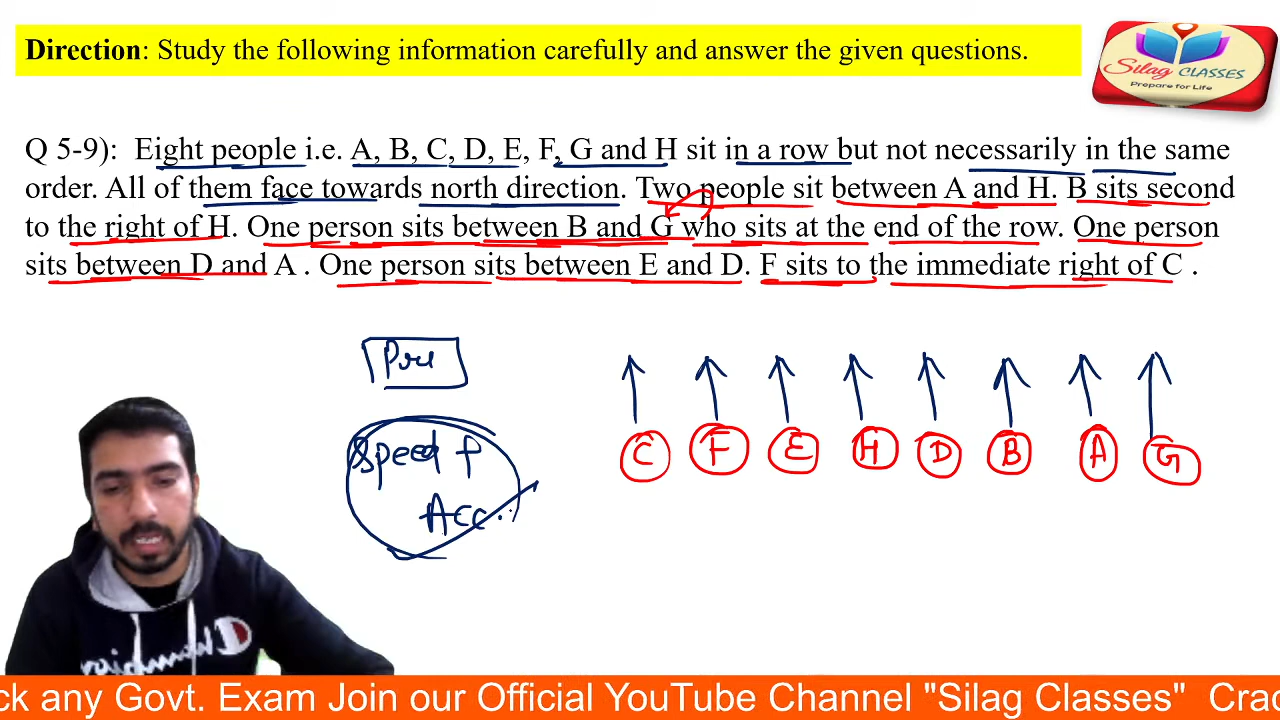 Direction: Study the following information carefully and answer the given questions.
Silag CLASSES
Prepare for Life
Q 5-9): Eight people i.e. A, B, C, D, E, F, G and H sit in a row but not necessarily in the same
order. All of them face towards north direction. Two people sit between A and H. B sits second
to the right of H. One person sits between B and G who sits at the end of the row. One person
sits between D and A . One person sits between E and D. F sits to the immediate right of C .
Pre
Speed
Acc.
C F E H D B A G
Champion
ck any Govt. Exam Join our Official YouTube Channel "Silag Classes" Crac